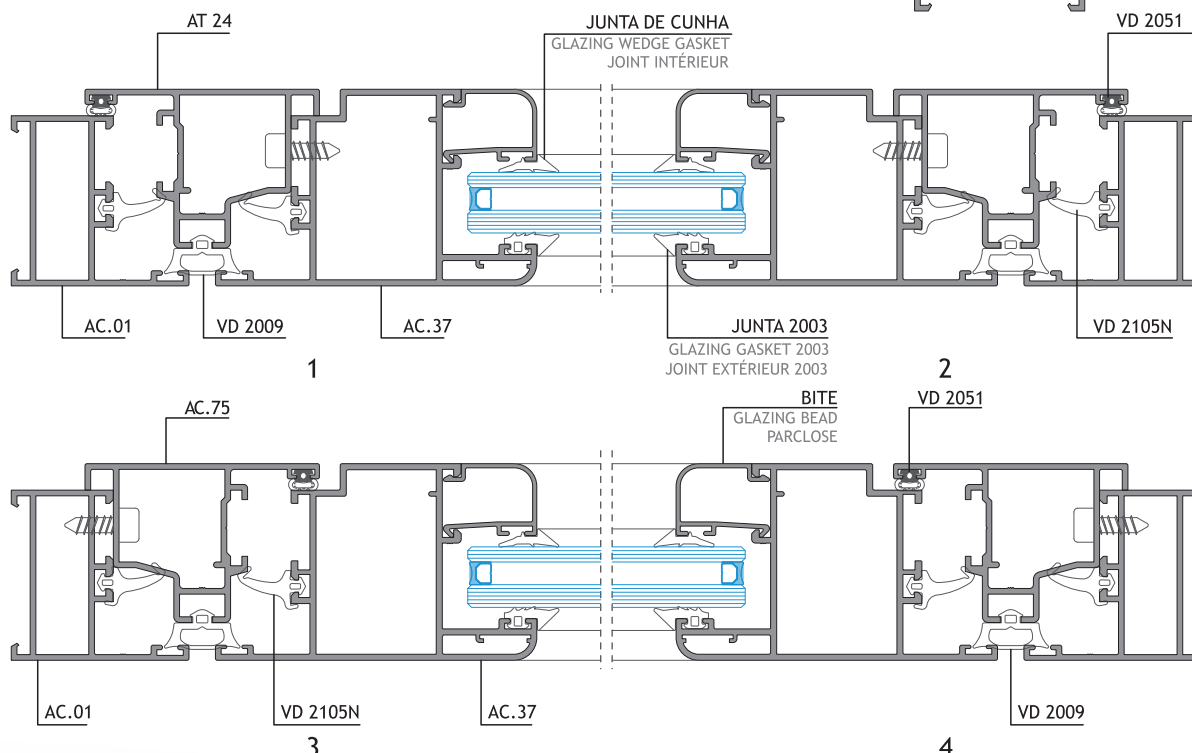 AT 24
JUNTA DE CUNHA
GLAZING WEDGE GASKET
JOINT INTÉRIEUR
VD 2051
AC.01
VD 2009
AC.37
JUNTA 2003
GLAZING GASKET 2003
JOINT EXTÉRIEUR 2003
VD 2105N
1
2
AC.75
BITE
GLAZING BEAD
PARCLOSE
VD 2051
AC.01
VD 2105N
AC.37
VD 2009
3
4